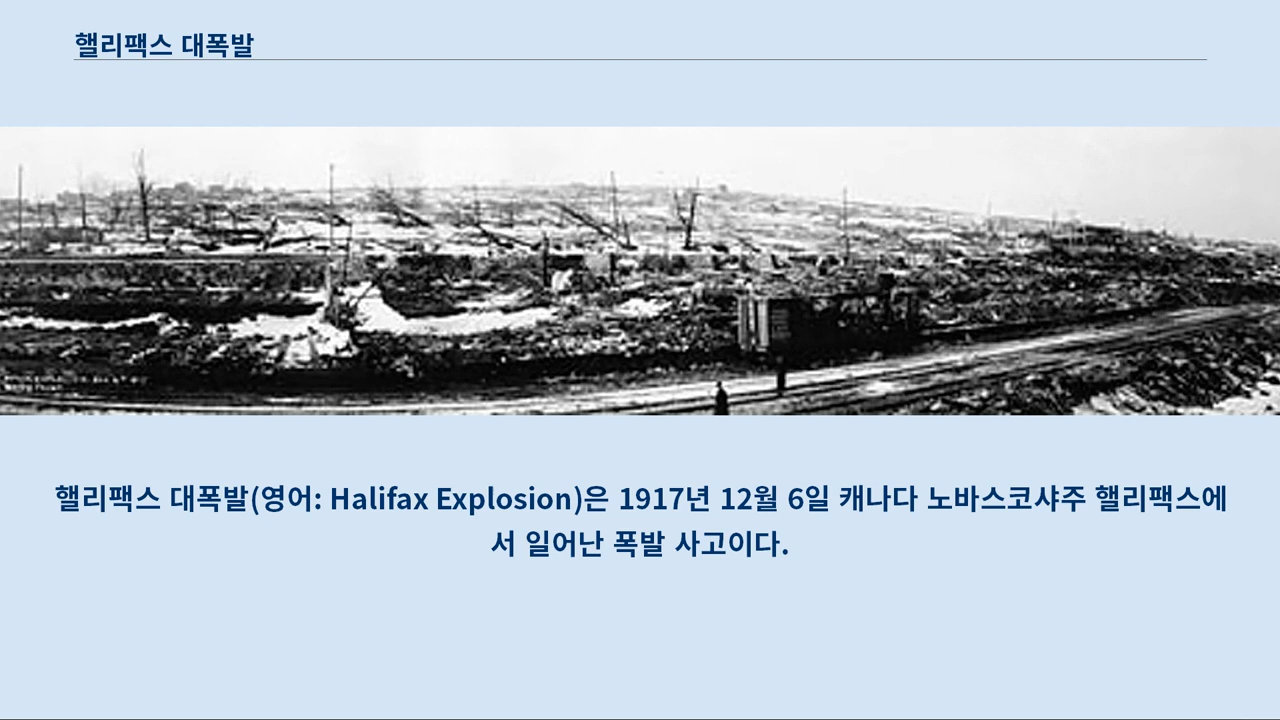 핼리팩스 대폭발
핼리팩스 대폭발(영어: Halifax Explosion)은 1917년 12월 6일 캐나다 노바스코샤주 핼리팩스에
서 일어난 폭발 사고이다.